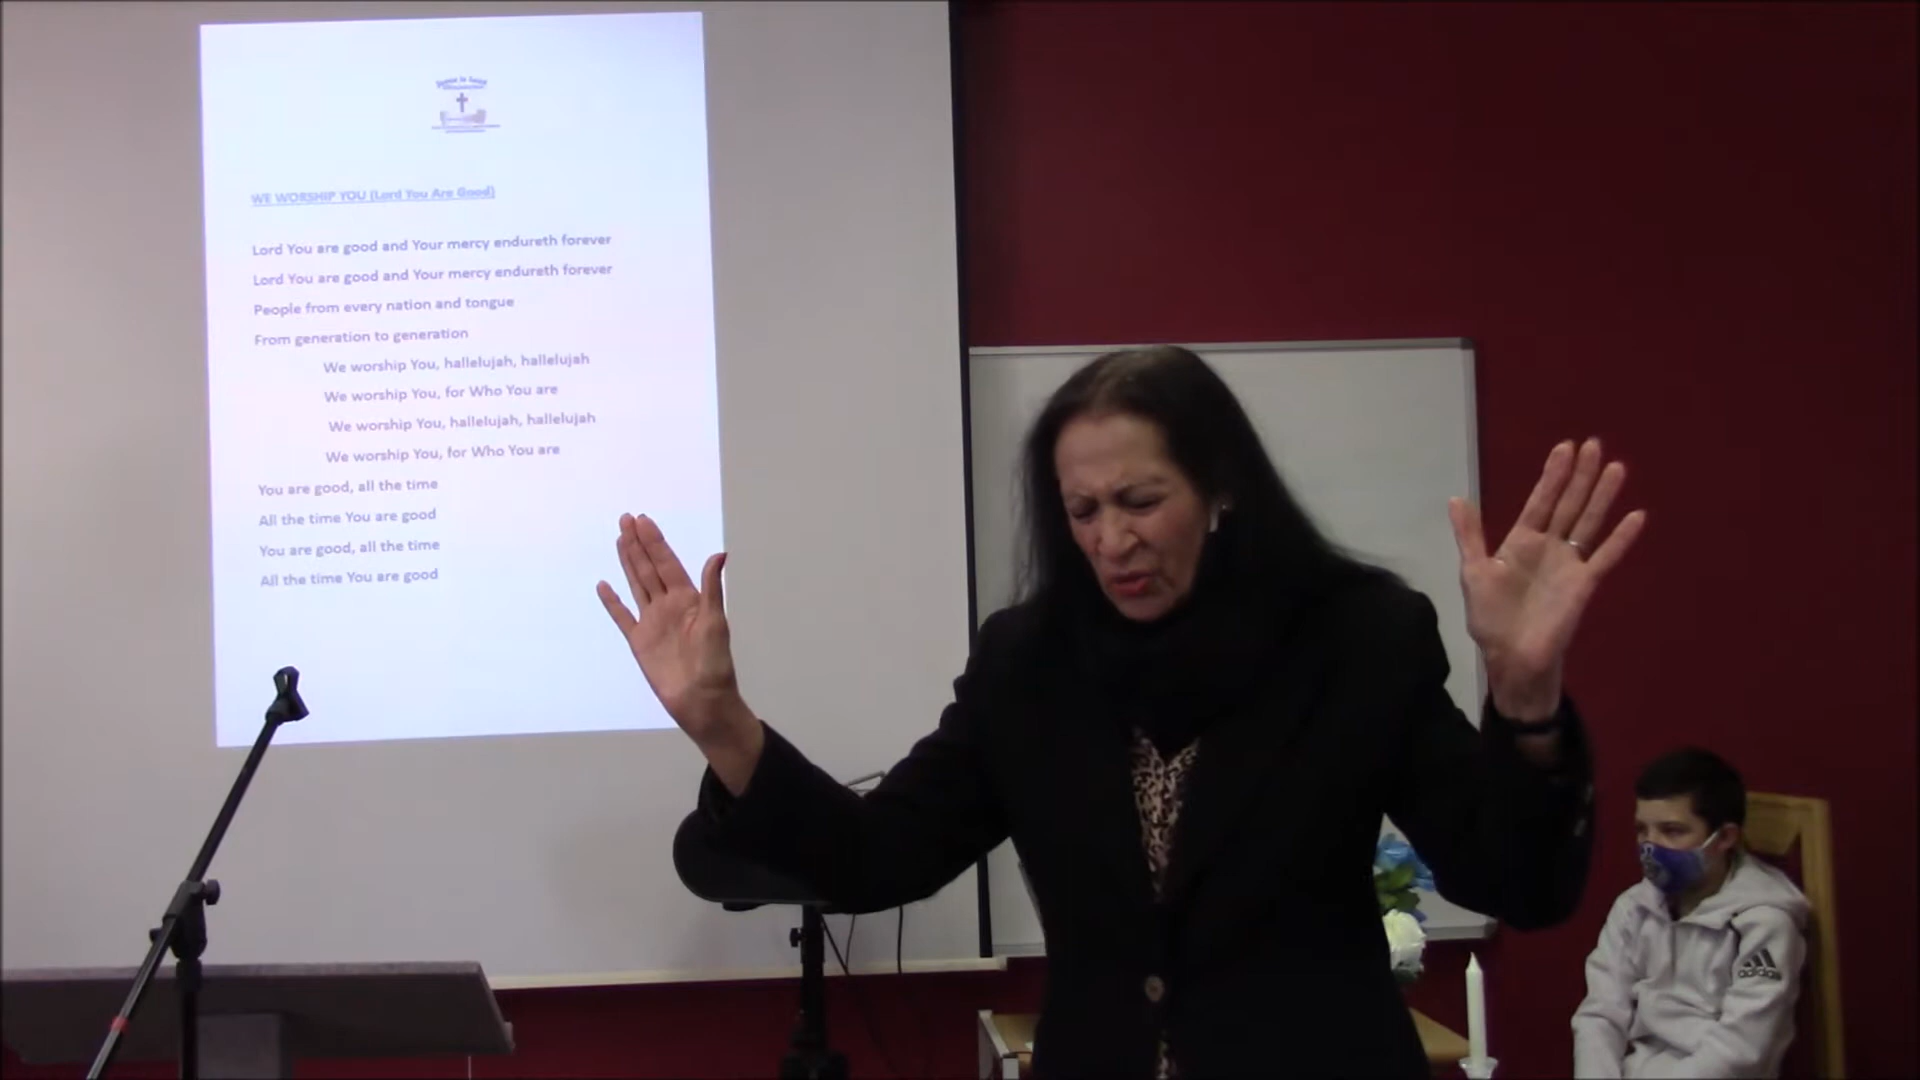 WE WORSHIP YOU (Lord You Are Good)
Lord You are good and Your mercy endureth forever
Lord You are good and Your mercy endureth forever
People from every nation and tongue
From generation to generation
We worship You, hallelujah, hallelujah
We worship You, for Who You are
We worship You, hallelujah, hallelujah
We worship You, for Who You are
You are good, all the time
All the time You are good
You are good, all the time
All the time You are good
adidas